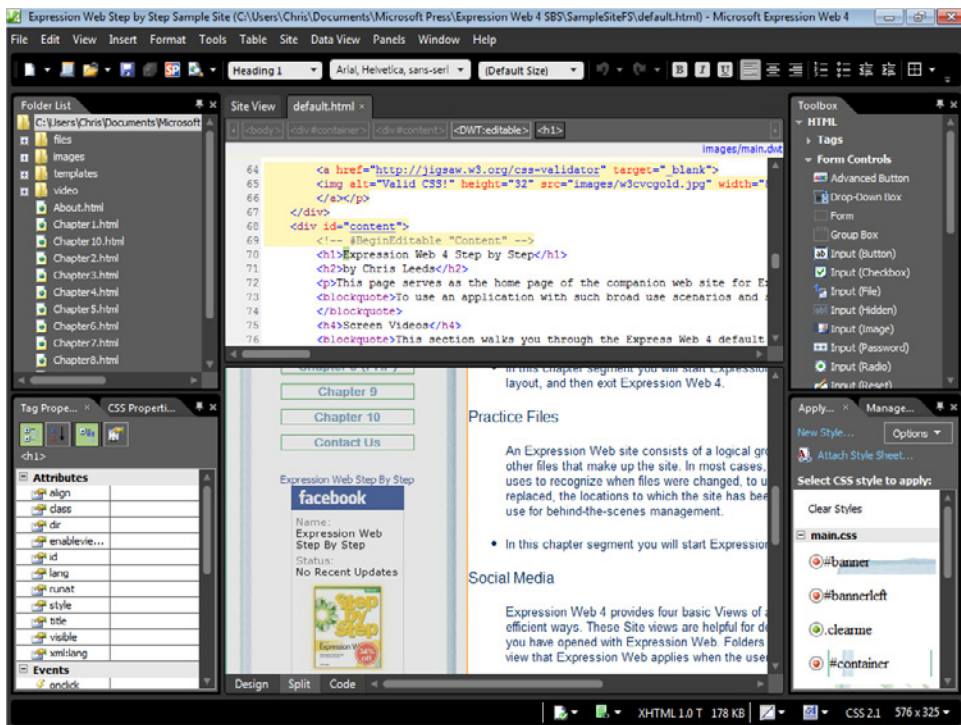 Expression Web Step by Step Sample Site (C:\Users\Chris\Documents\Microsoft Press\Expression Web 4 SBS\SampleSiteFS\default.html) - Microsoft Expression Web 4
File Edit View Insert Format Tools Table Site Data View Panels Window Help
Heading 1 Arial, Helvetica, sans-seri (Default Size) B I U
Folder List
C:\Users\Chris\Documents\Microsoft
files
images
templates
video
About.html
Chapter1.html
Chapter10.html
Chapter2.html
Chapter3.html
Chapter4.html
Chapter5.html
Chapter6.html
Chapter7.html
Chapter8.html
Site View default.html
<body> <div#container> <div#content> <DWT:editable> <h1>
images/main.dwt
64 <a href="http://jigsaw.w3.org/css-validator" target="_blank">
65 <img alt="Valid CSS!" height="32" src="images/w3cvcgold.jpg" width="
66 </a></p>
67 </div>
68 <div id="content">
69 <!-- #BeginEditable "Content" -->
70 <h1>Expression Web 4 Step by Step</h1>
71 <h2>by Chris Leeds</h2>
72 <p>This page serves as the home page of the companion web site for Ex
73 <blockquote>To use an application with such broad use scenarios and s
74 </blockquote>
75 <h4>Screen Videos</h4>
76 <blockquote>This section walks you through the Express Web 4 default
Toolbox
HTML
Tags
Form Controls
Advanced Button
Drop-Down Box
Form
Group Box
Input (Button)
Input (Checkbox)
Input (File)
Input (Hidden)
Input (Image)
Input (Password)
Input (Radio)
Input (Reset)
Tag Prope... CSS Properti...
<h1>
Attributes
align
class
dir
enablevie...
id
lang
runat
style
title
visible
xml:lang
Events
onclick
Chapter 9
Chapter 10
Contact Us
Expression Web Step By Step
facebook
Name:
Expression Web
Step By Step
Status:
No Recent Updates
Step
by
Step
In this chapter segment you will start Expression
layout, and then exit Expression Web 4.
Practice Files
An Expression Web site consists of a logical gro
other files that make up the site. In most cases,
uses to recognize when files were changed, to u
replaced, the locations to which the site has bee
use for behind-the-scenes management.
• In this chapter segment you will start Expression
Social Media
Expression Web 4 provides four basic Views of a
efficient ways. These Site views are helpful for de
you have opened with Expression Web. Folders
view that Expression Web applies when the user
Design Split Code
Apply... Manage...
New Style... Options
Attach Style Sheet...
Select CSS style to apply:
Clear Styles
main.css
#banner
#bannerleft
.clearme
#container
XHTML 1.0 T 178 KB CSS 2.1 576 x 325